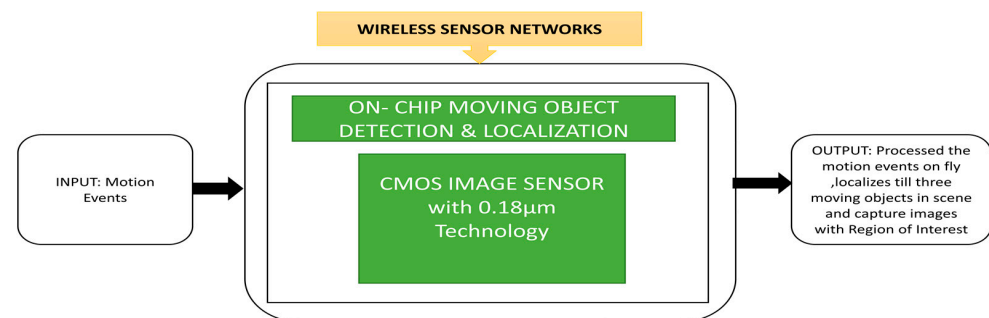 WIRELESS SENSOR NETWORKS
ON- CHIP MOVING OBJECT
DETECTION & LOCALIZATION
INPUT: Motion
Events
CMOS IMAGE SENSOR
with 0.18µm
Technology
OUTPUT: Processed the
motion events on fly
,localizes till three
moving objects in scene
and capture images
with Region of Interest